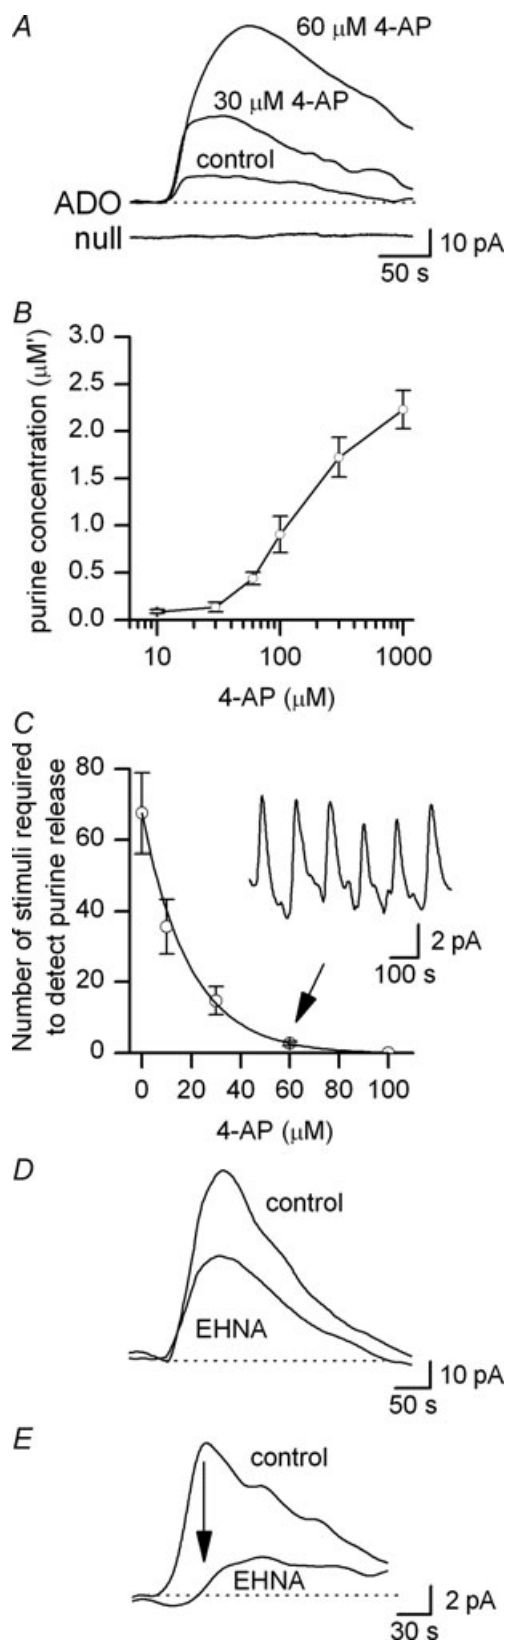 A
60 μM 4-AP
30 μM 4-AP
control
ADO
null
10 pA
50 s
B
purine concentration (μM')
3.0
2.5
2.0
1.5
1.0
0.5
0.0
10
100
1000
4-AP (μM)
C
Number of stimuli required
to detect purine release
80
60
40
20
0
2 pA
100 s
0
20
40
60
80
100
4-AP (μM)
D
control
EHNA
10 pA
50 s
E
control
EHNA
2 pA
30 s